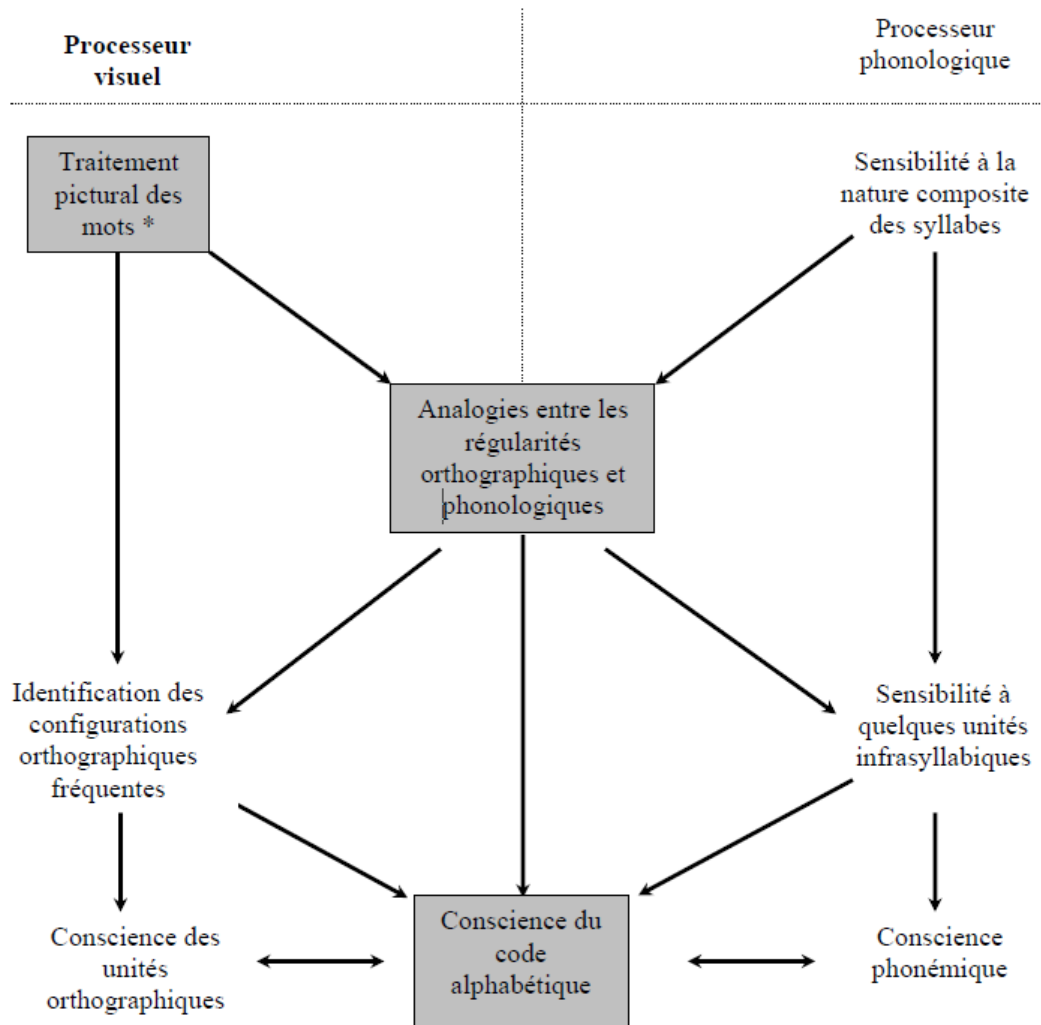 Processeur
visuel
Processeur
phonologique
Traitement
pictural des
mots *
Sensibilité à la
nature composite
des syllabes
Analogies entre les
régularités
orthographiques et
phonologiques
Identification des
configurations
orthographiques
fréquentes
Sensibilité à
quelques unités
infrasyllabiques
Conscience des
unités
orthographiques
Conscience du
code
alphabétique
Conscience
phonémique